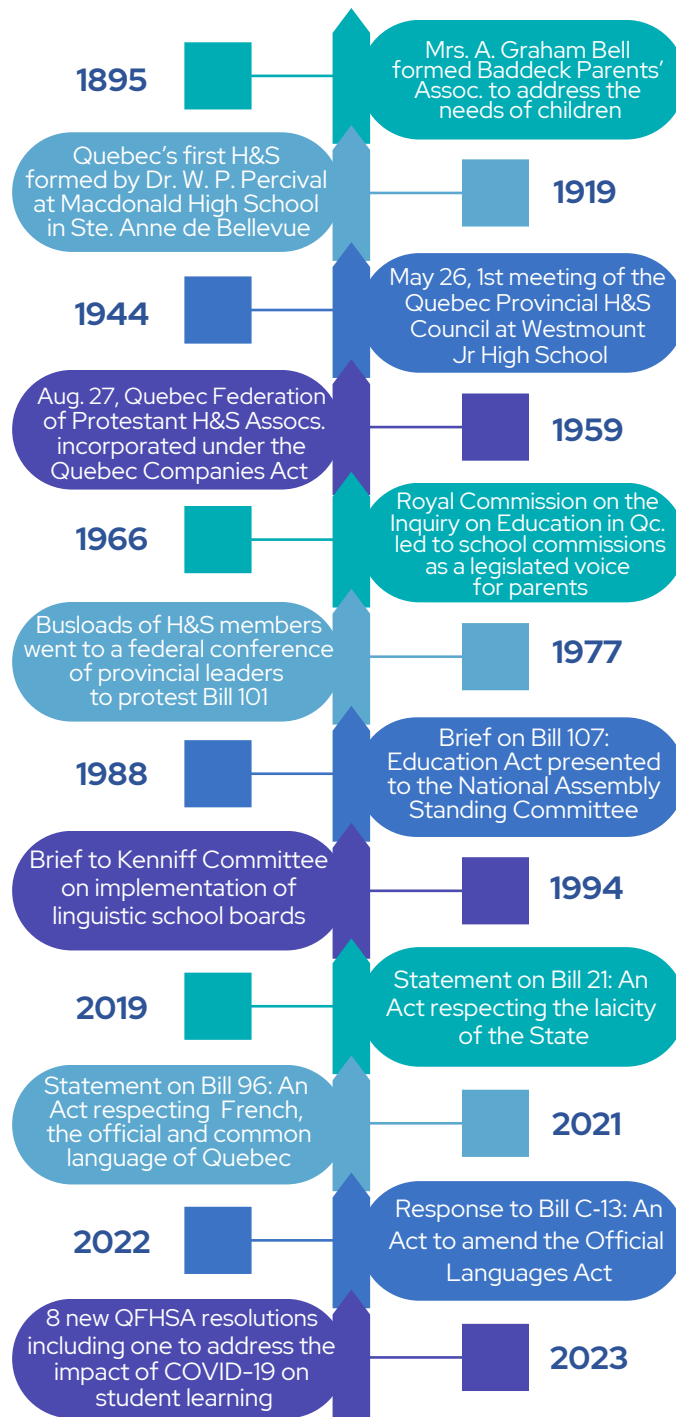 1895
Mrs. A. Graham Bell
formed Baddeck Parents'
Assoc. to address the
needs of children
Quebec's first H&S
formed by Dr. W. P. Percival
at Macdonald High School
in Ste. Anne de Bellevue
1919
1944
May 26, 1st meeting of the
Quebec Provincial H&S
Council at Westmount
Jr High School
Aug. 27, Quebec Federation
of Protestant H&S Assocs.
incorporated under the
Quebec Companies Act
1959
1966
Royal Commission on the
Inquiry on Education in Qc.
led to school commissions
as a legislated voice
for parents
Busloads of H&S members
went to a federal conference
of provincial leaders
to protest Bill 101
1977
1988
Brief on Bill 107:
Education Act presented
to the National Assembly
Standing Committee
Brief to Kenniff Committee
on implementation of
linguistic school boards
1994
2019
Statement on Bill 21: An
Act respecting the laicity
of the State
Statement on Bill 96: An
Act respecting French,
the official and common
language of Quebec
2021
2022
Response to Bill C-13: An
Act to amend the Official
Languages Act
8 new QFHSA resolutions
including one to address the
impact of COVID-19 on
student learning
2023